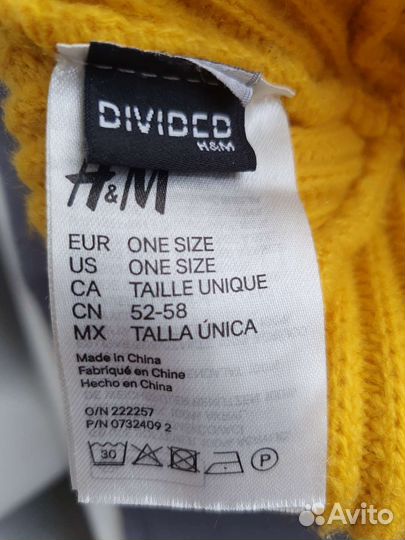 DIVIDED
H&M
H&M
EUR ONE SIZE
US ONE SIZE
CA TAILLE UNIQUE
CN 52-58
MX TALLA ÚNICA
Made in China
Fabriqué en Chine
Hecho en China
O/N 222257
P/N 0732409 2
30
P
Avito